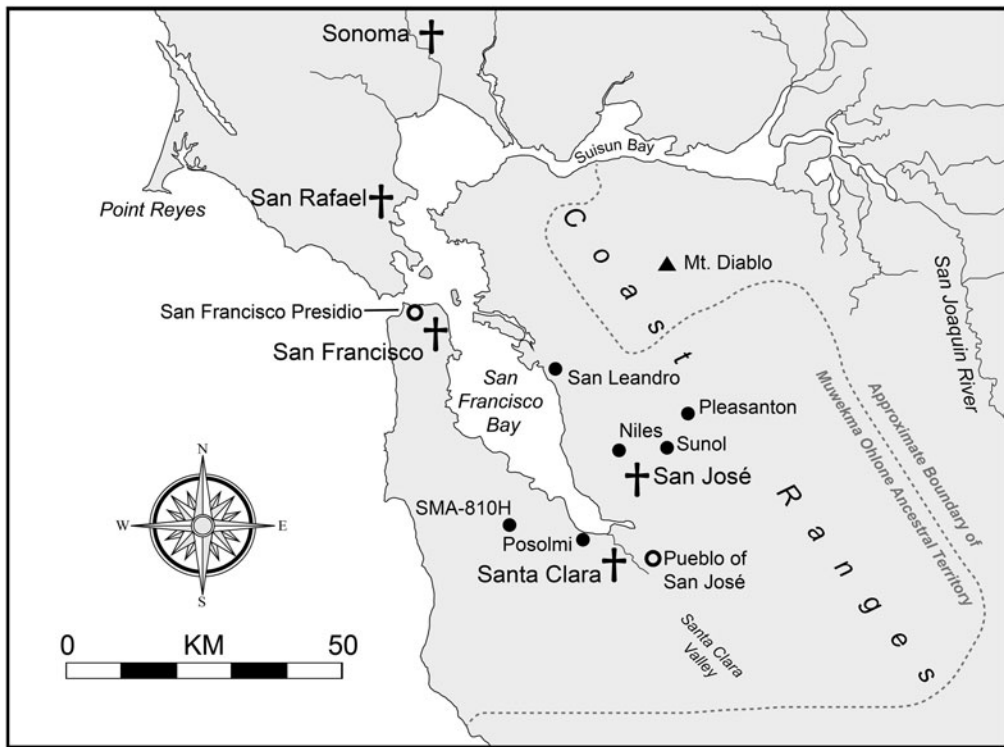 Sonoma
Suisun Bay
San Rafael
Point Reyes
Coast Ranges
Mt. Diablo
San Joaquin River
San Francisco Presidio
San Francisco
San
Francisco
Bay
San Leandro
Pleasanton
Niles
Sunol
San José
Approximate Boundary of
Muwekma Ohlone Ancestral Territory
N
W
E
S
SMA-810H
Posolmi
Santa Clara
Pueblo of
San José
Santa Clara
Valley
0 KM 50